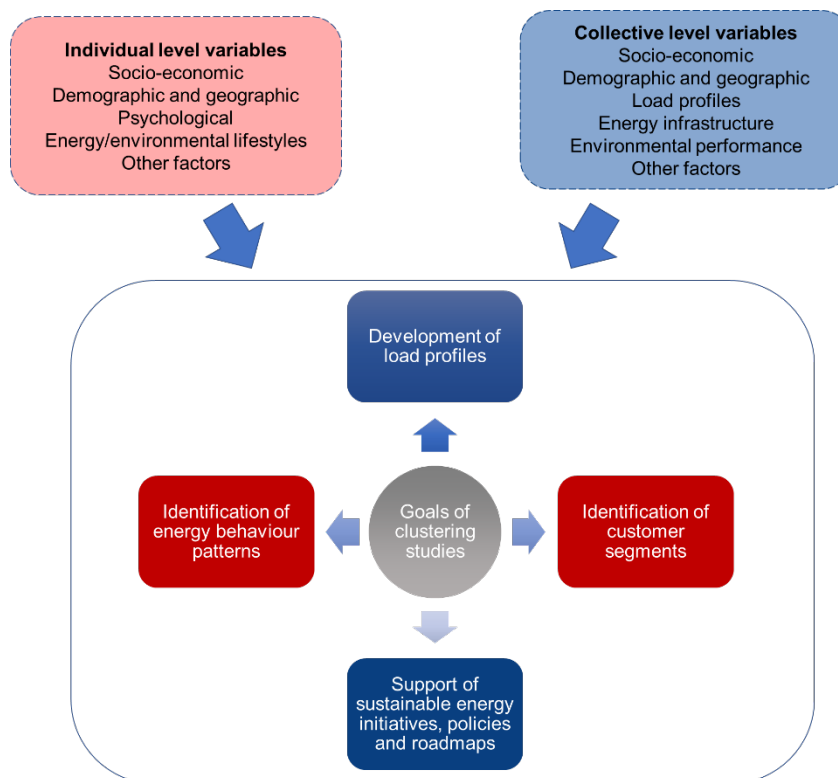 Individual level variables
Socio-economic
Demographic and geographic
Psychological
Energy/environmental lifestyles
Other factors
Collective level variables
Socio-economic
Demographic and geographic
Load profiles
Energy infrastructure
Environmental performance
Other factors
Development of
load profiles
Identification of
energy behaviour
patterns
Goals of
clustering
studies
Identification of
customer
segments
Support of
sustainable energy
initiatives, policies
and roadmaps